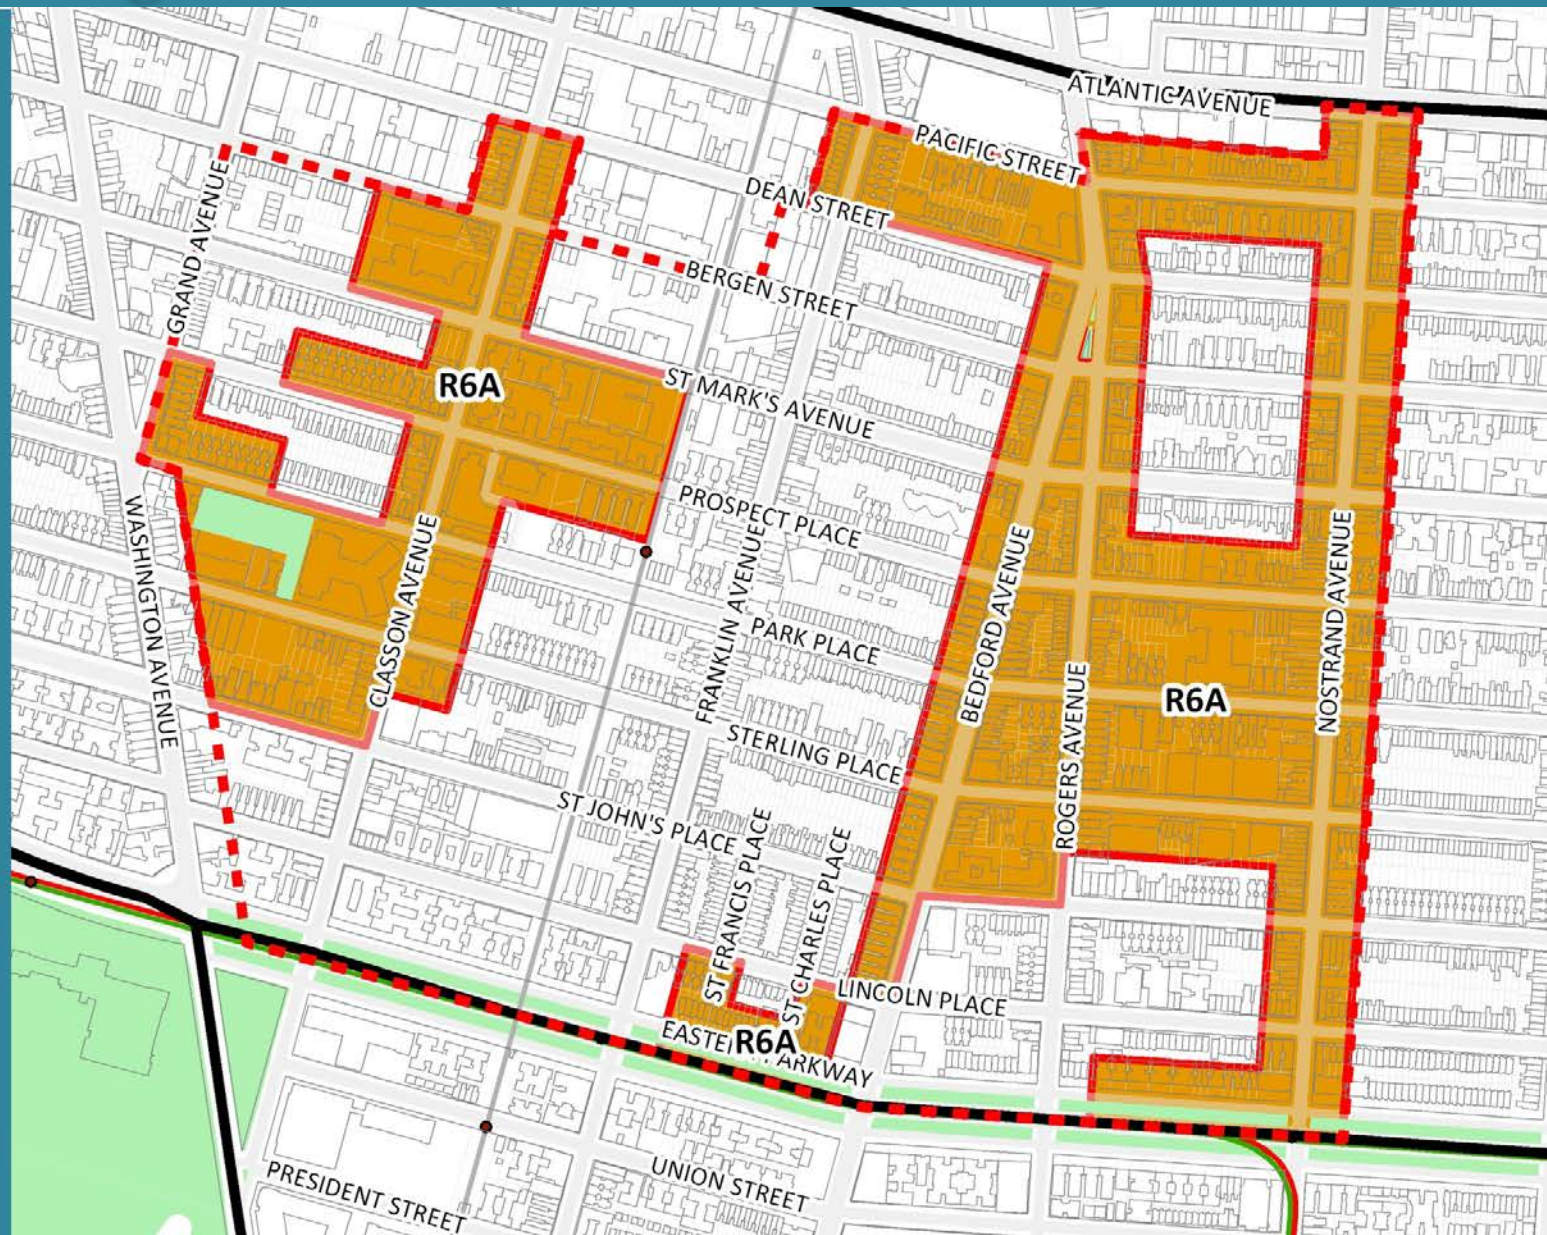 ATLANTIC AVENUE
PACIFIC STREET
DEAN STREET
GRAND AVENUE
BERGEN STREET
R6A
ST MARK'S AVENUE
PROSPECT PLACE
WASHINGTON AVENUE
CLASSON AVENUE
FRANKLIN AVENUE
PARK PLACE
BEDFORD AVENUE
ROGERS AVENUE
NOSTRAND AVENUE
R6A
STERLING PLACE
ST JOHN'S PLACE
ST FRANCIS PLACE
ST CHARLES PLACE
LINCOLN PLACE
R6A
EASTERN PARKWAY
UNION STREET
PRESIDENT STREET